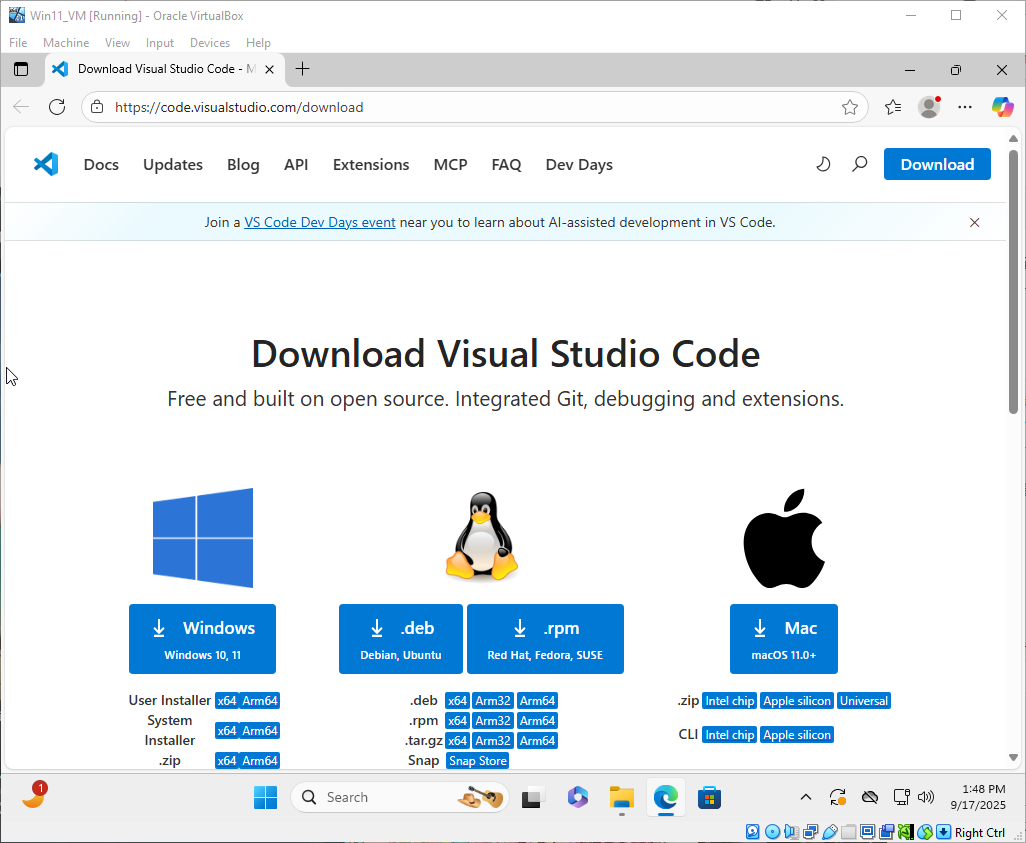 Win11_VM [Running] - Oracle VirtualBox
File Machine View Input Devices Help
Download Visual Studio Code - M
https://code.visualstudio.com/download
Docs Updates Blog API Extensions MCP FAQ Dev Days Download
Join a VS Code Dev Days event near you to learn about AI-assisted development in VS Code.
Download Visual Studio Code
Free and built on open source. Integrated Git, debugging and extensions.
Windows
Windows 10, 11
.deb
Debian, Ubuntu
.rpm
Red Hat, Fedora, SUSE
Mac
macOS 11.0+
User Installer x64 Arm64
System Installer x64 Arm64
.zip x64 Arm64
.deb x64 Arm32 Arm64
.rpm x64 Arm32 Arm64
.tar.gz x64 Arm32 Arm64
Snap Snap Store
.zip Intel chip Apple silicon Universal
CLI Intel chip Apple silicon
1
Search
1:48 PM
9/17/2025
Right Ctrl